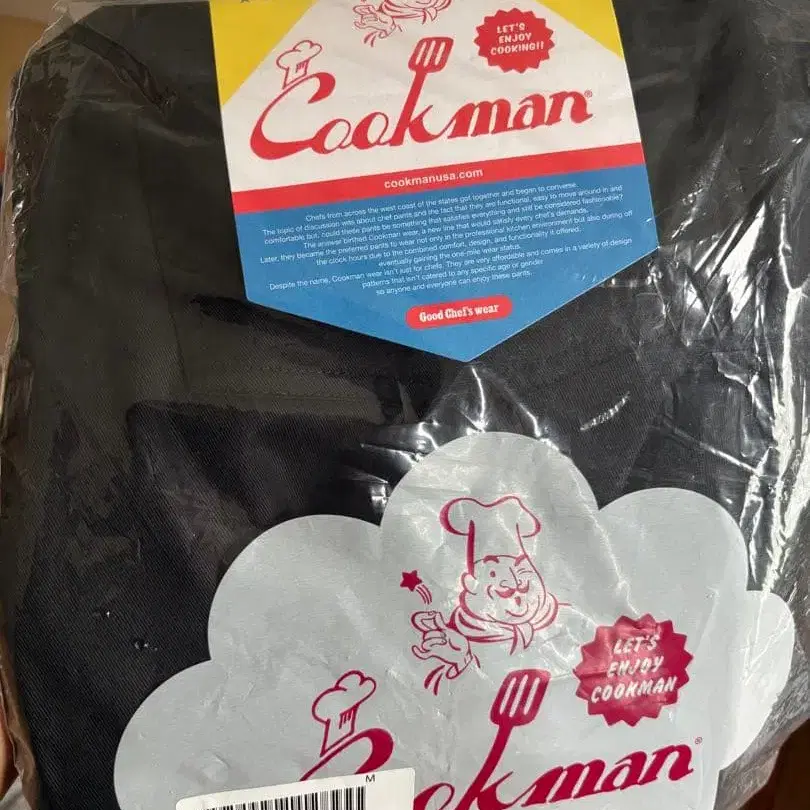 LET'S
ENJOY
COOKING!!
Cookman®
cookmanusa.com
Chefs from across the west coast of the states got together and began to converse.
The topic of discussion was about chef pants and the fact that they are functional, easy to move around in and
comfortable but, could these pants be something that satisfies everything and still be considered fashionable?
The answer birthed Cookman wear, a new line that would satisfy every chef's demands.
Later, they became the preferred pants to wear not only in the professional kitchen environment but also during off
the clock hours due to the combined comfort, design, and functionality it offered.
eventually gaining the one-mile wear status.
Despite the name, Cookman wear isn't just for chefs. They are very affordable and comes in a variety of design
patterns that isn't catered to any specific age or gender
so anyone and everyone can enjoy these pants.
Good Chef's wear
LET'S
ENJOY
COOKMAN
Cookman®
M